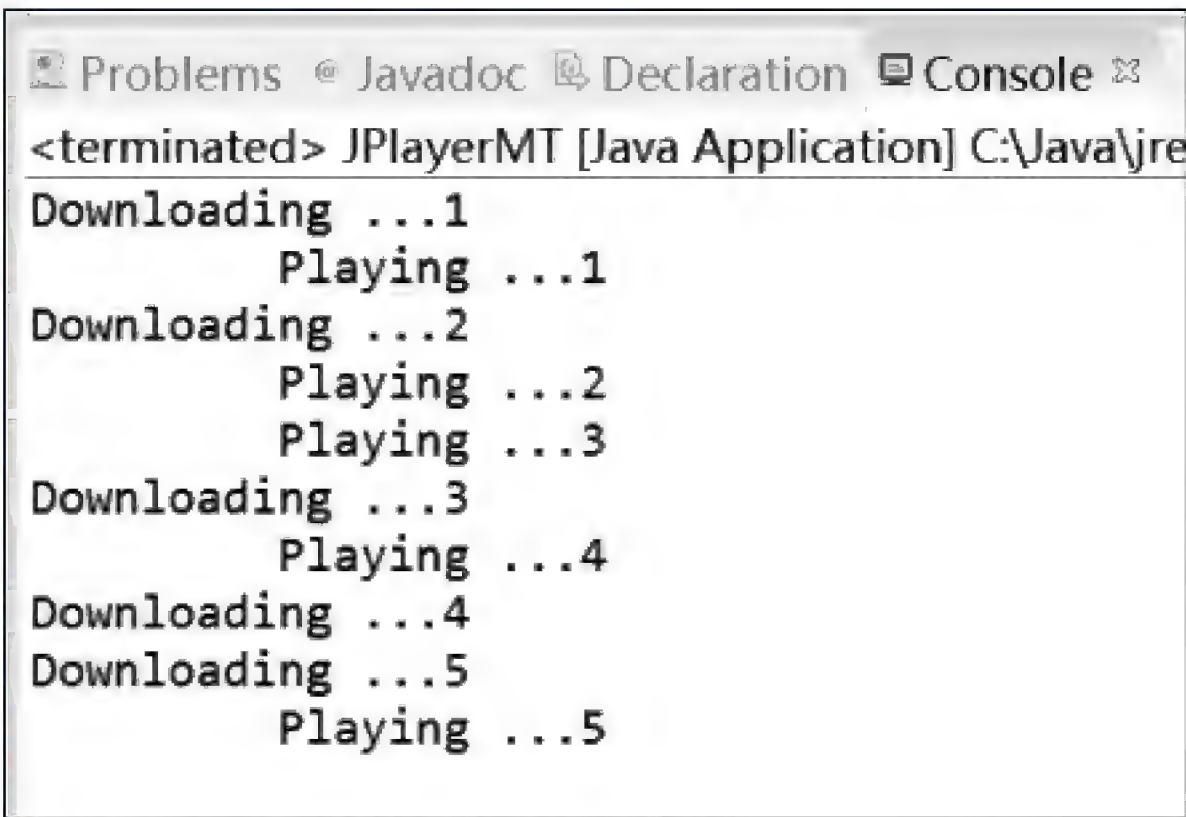 Problems @ Javadoc Declaration Console
<terminated> JPlayerMT [Java Application] C:\Java\jre
Downloading ...1
        Playing ...1
Downloading ...2
        Playing ...2
        Playing ...3
Downloading ...3
        Playing ...4
Downloading ...4
Downloading ...5
        Playing ...5